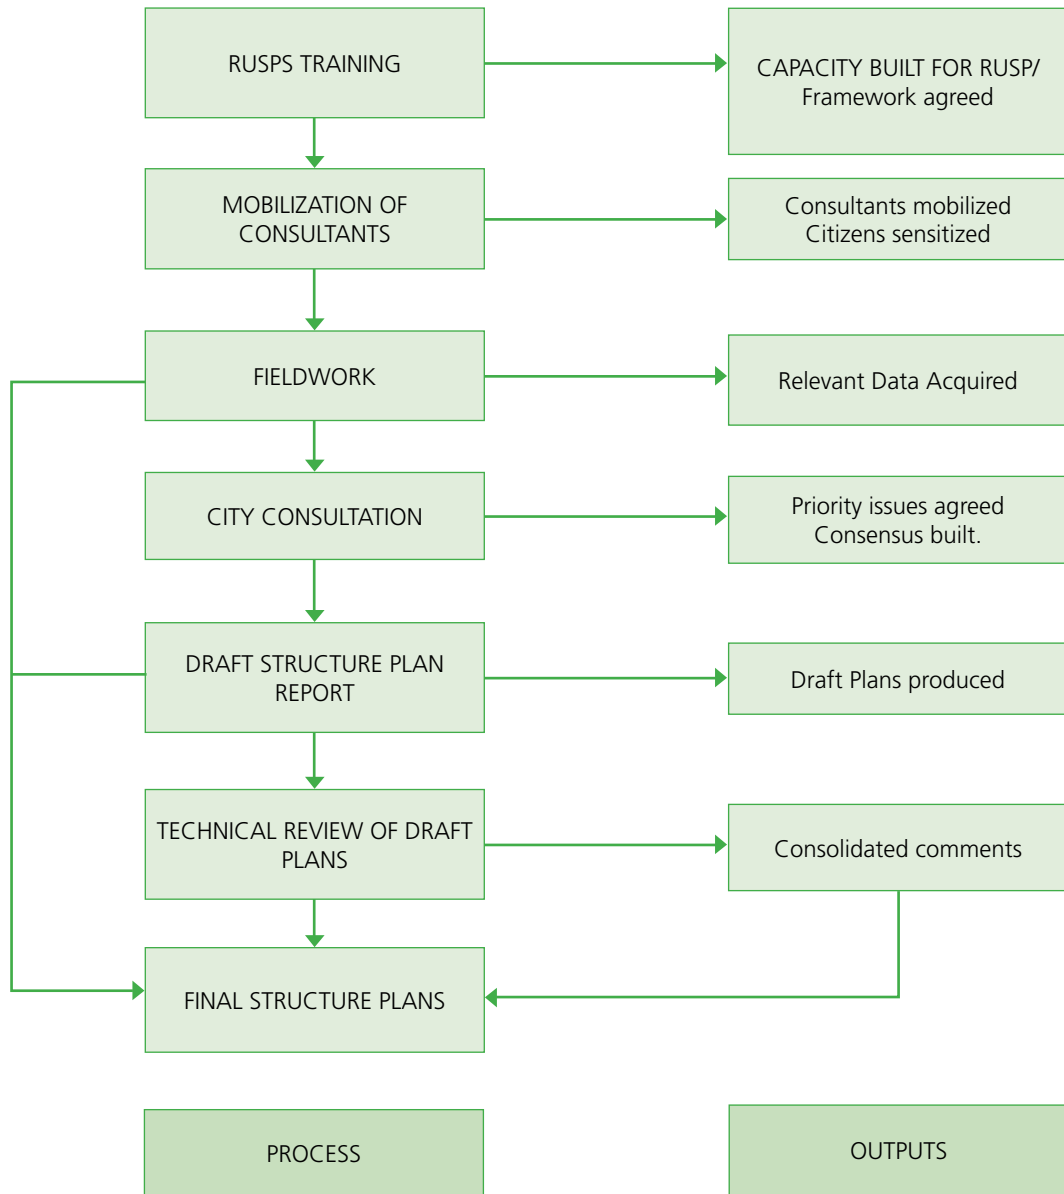 RUSPS TRAINING
CAPACITY BUILT FOR RUSP/
Framework agreed
MOBILIZATION OF
CONSULTANTS
Consultants mobilized
Citizens sensitized
FIELDWORK
Relevant Data Acquired
CITY CONSULTATION
Priority issues agreed
Consensus built.
DRAFT STRUCTURE PLAN
REPORT
Draft Plans produced
TECHNICAL REVIEW OF DRAFT
PLANS
Consolidated comments
FINAL STRUCTURE PLANS
PROCESS
OUTPUTS